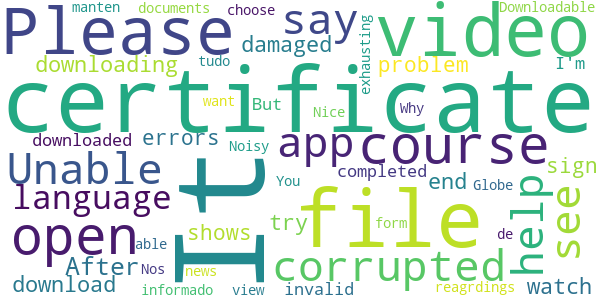 manten documents choose Downloadable
Please say video
damaged exhausting
downloading tudo problem I'm
certificate
want But Nice Why
downloaded errors Noisy app course
Unable It completed sign
language You end Globe file help see
open shows try form de
able
After Nos corrupted
download news watch
informado view invalid reagrdings